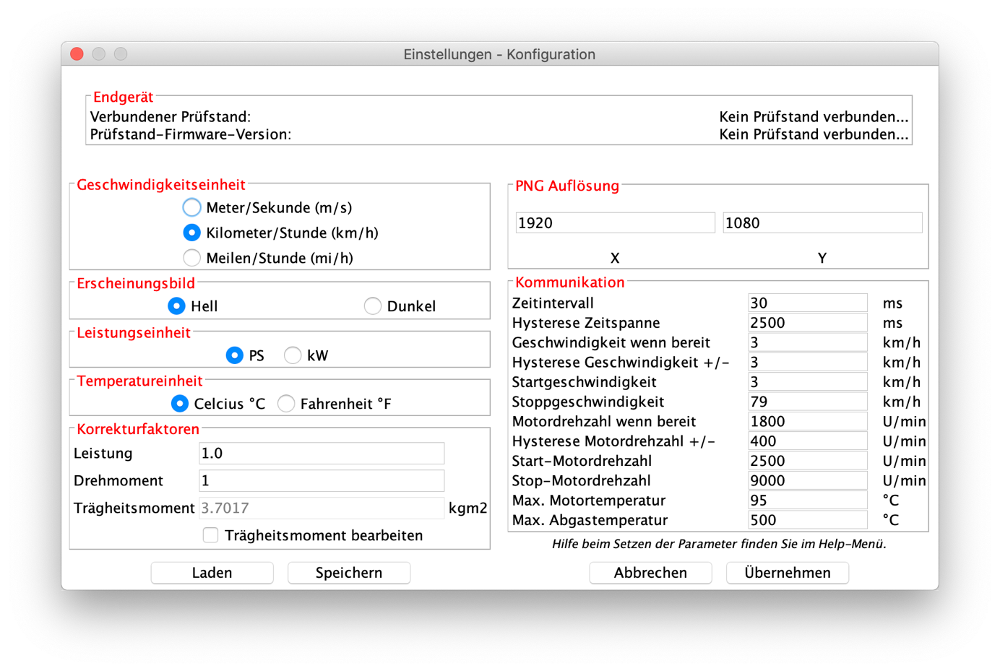 Einstellungen - Konfiguration
Endgerät
Verbundener Prüfstand: Kein Prüfstand verbunden...
Prüfstand-Firmware-Version: Kein Prüfstand verbunden...
Geschwindigkeitseinheit
Meter/Sekunde (m/s)
Kilometer/Stunde (km/h)
Meilen/Stunde (mi/h)
Erscheinungsbild
Hell Dunkel
Leistungseinheit
PS kW
Temperatureinheit
Celcius °C Fahrenheit °F
Korrekturfaktoren
Leistung 1.0
Drehmoment 1
Trägheitsmoment 3.7017 kgm2
Trägheitsmoment bearbeiten
Laden Speichern
PNG Auflösung
1920 1080
X Y
Kommunikation
Zeitintervall 30 ms
Hysterese Zeitspanne 2500 ms
Geschwindigkeit wenn bereit 3 km/h
Hysterese Geschwindigkeit +/- 3 km/h
Startgeschwindigkeit 3 km/h
Stoppgeschwindigkeit 79 km/h
Motordrehzahl wenn bereit 1800 U/min
Hysterese Motordrehzahl +/- 400 U/min
Start-Motordrehzahl 2500 U/min
Stop-Motordrehzahl 9000 U/min
Max. Motortemperatur 95 °C
Max. Abgastemperatur 500 °C
Hilfe beim Setzen der Parameter finden Sie im Help-Menü.
Abbrechen Übernehmen